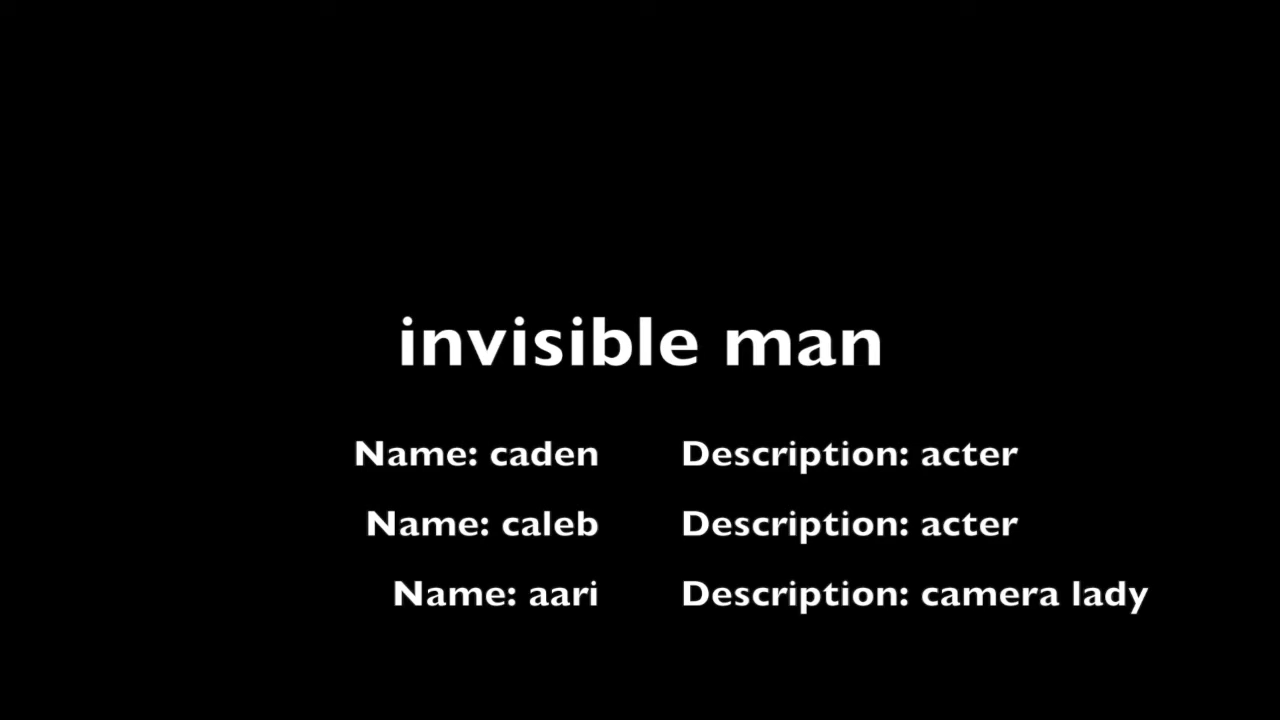 invisible man
Name: caden Description: acter
Name: caleb Description: acter
Name: aari Description: camera lady